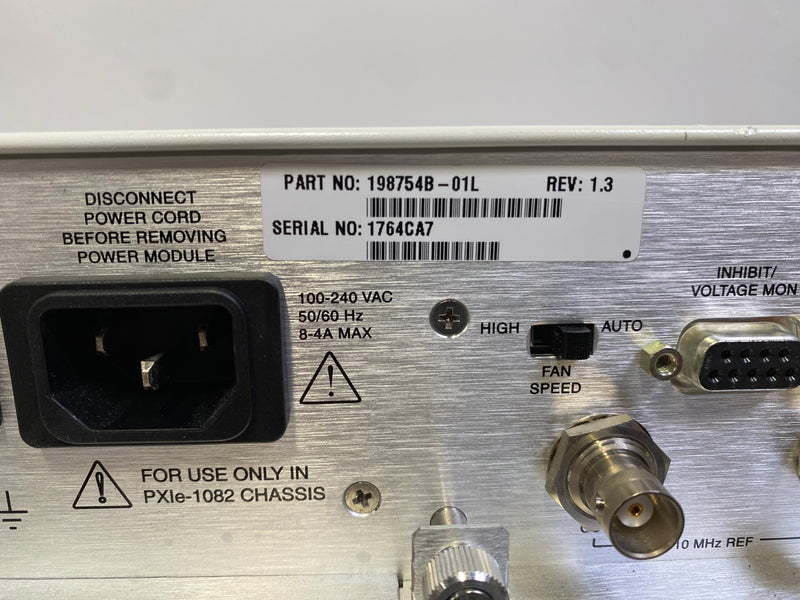 DISCONNECT
POWER CORD
BEFORE REMOVING
POWER MODULE
PART NO: 198754B-01L REV: 1.3
SERIAL NO: 1764CA7
100-240 VAC
50/60 Hz
8-4A MAX
HIGH AUTO
FAN
SPEED
INHIBIT/
VOLTAGE MON
FOR USE ONLY IN
PXIe-1082 CHASSIS
10 MHz REF